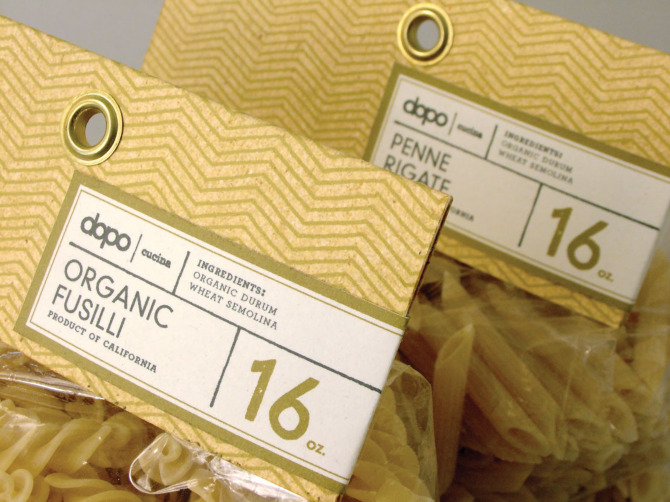 dopo | cucina
INGREDIENTS:
ORGANIC DURUM
WHEAT SEMOLINA
ORGANIC
FUSILLI
PRODUCT OF CALIFORNIA
16 oz.
dopo | cucina
INGREDIENTS:
ORGANIC DURUM
WHEAT SEMOLINA
PENNE
RIGATE
16 oz.